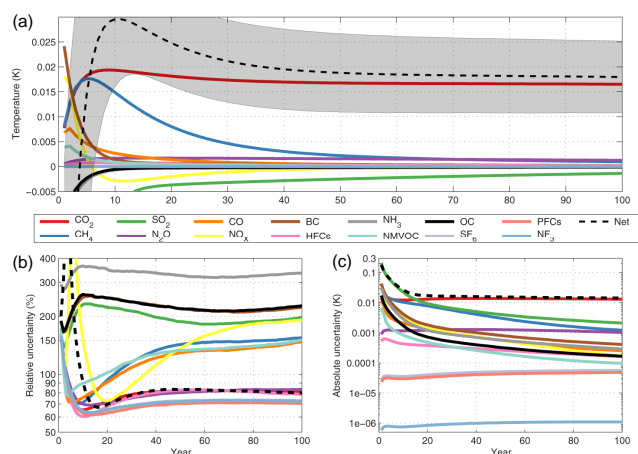 (a)
0.025
0.02
0.015
0.01
0.005
0
−0.005
Temperature (K)
0 10 20 30 40 50 60 70 80 90 100
CO2 SO2 CO BC NH3 OC PFCs Net
CH4 N2O NOx HFCs NMVOC SF6 NF3
(b)
400
300
200
150
100
90
80
70
60
50
Relative uncertainty (%)
0 20 40 60 80 100
Year
(c)
0.3
0.1
0.01
0.001
0.0001
1e−05
1e−06
Absolute uncertainty (K)
0 20 40 60 80 100
Year